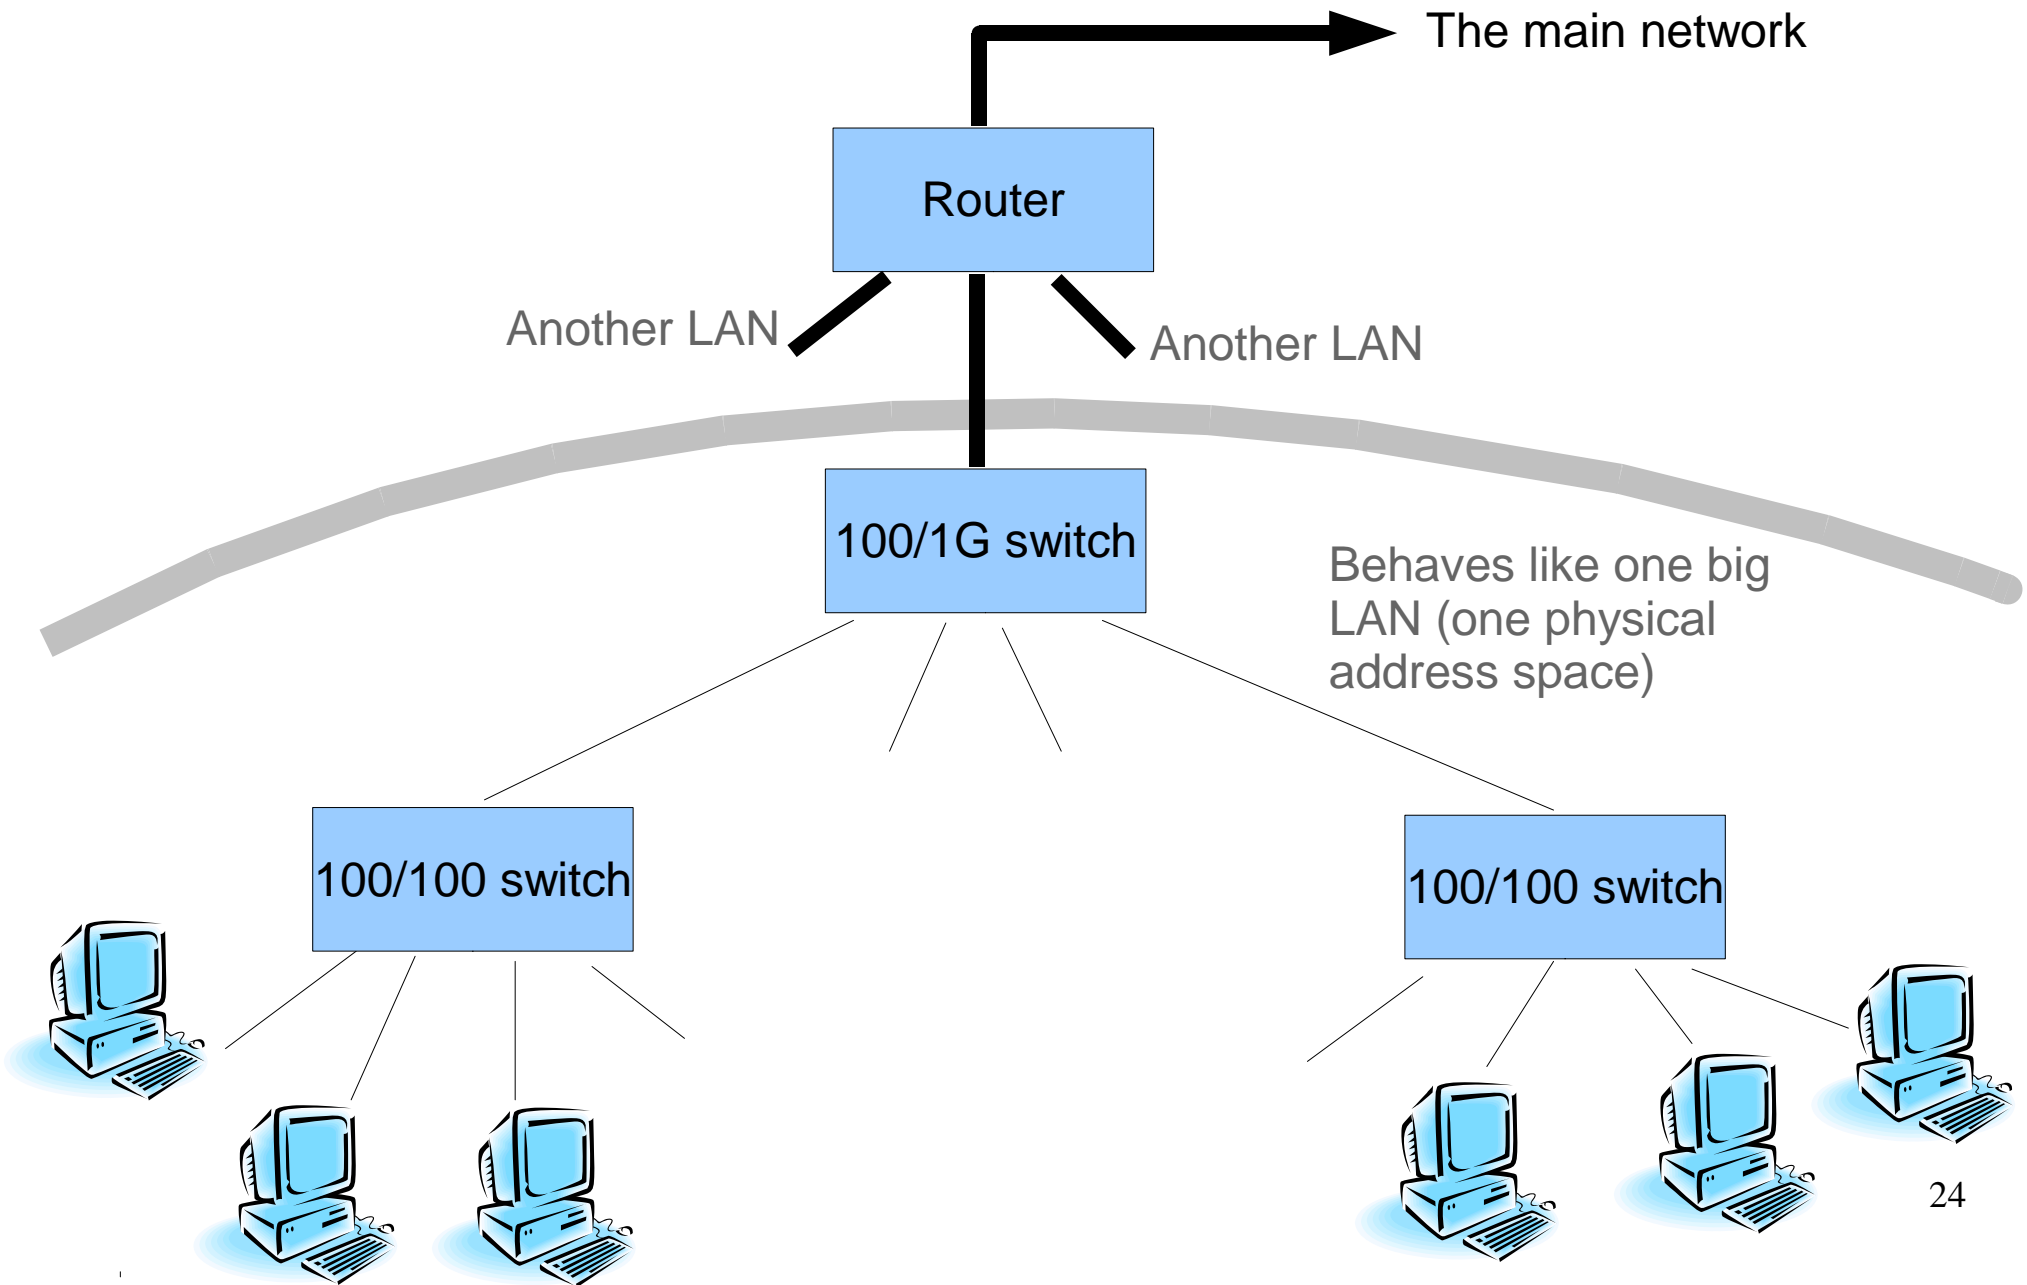 The main network
Router
Another LAN
Another LAN
100/1G switch
Behaves like one big
LAN (one physical
address space)
100/100 switch
100/100 switch
24